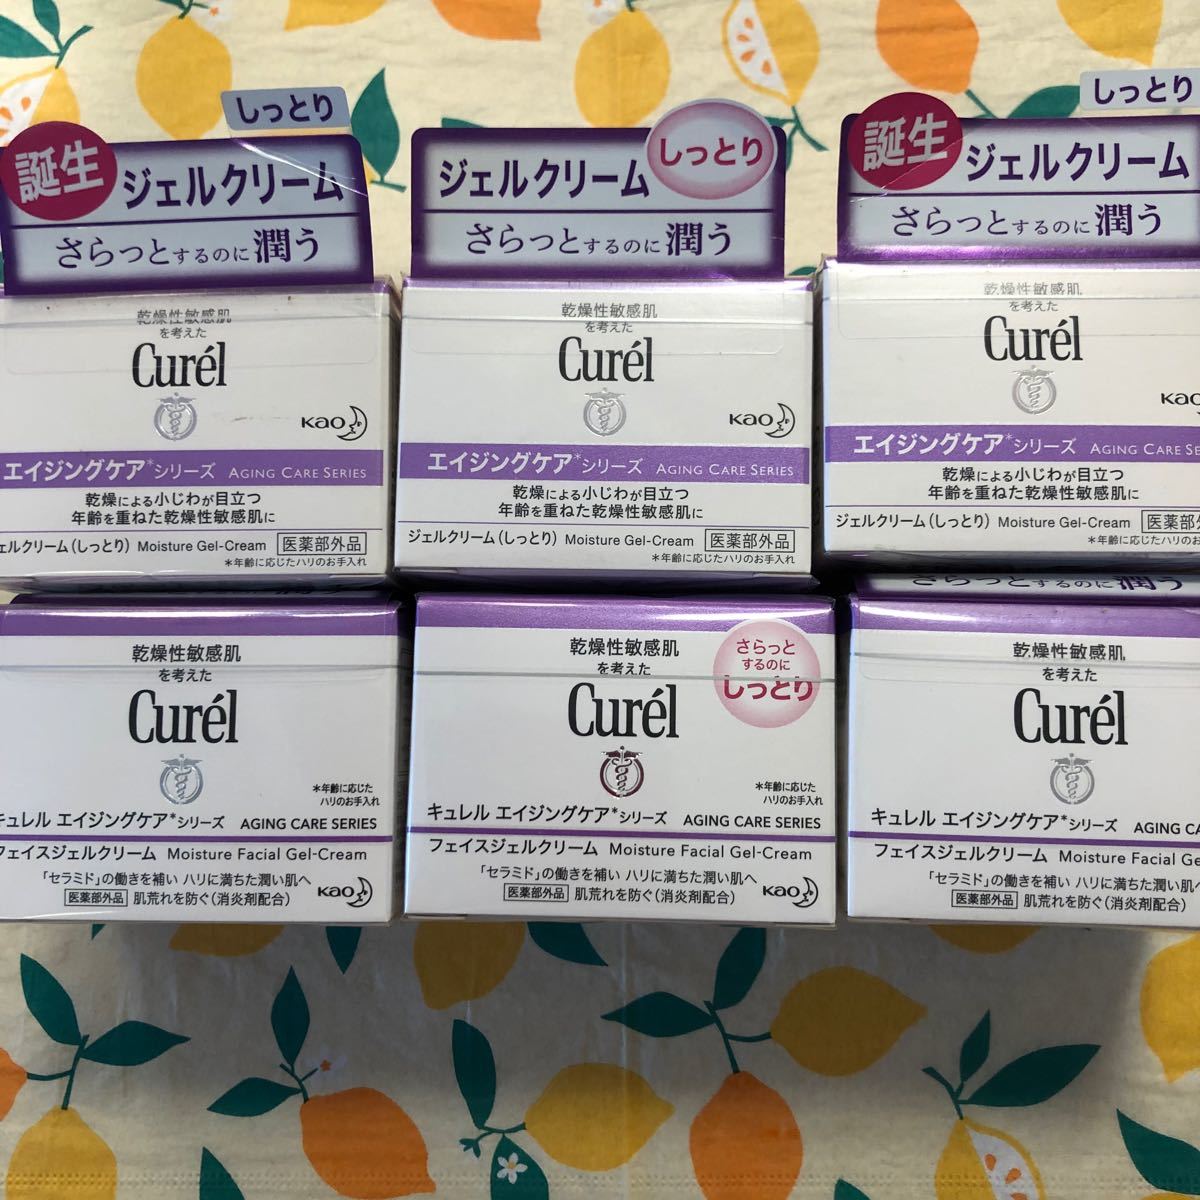 しっとり
誕生
ジェルクリーム
さらっとするのに潤う
乾燥性敏感肌
を考えた
Curél
Kao
エイジングケア*シリーズ AGING CARE SERIES
乾燥による小じわが目立つ
年齢を重ねた乾燥性敏感肌に
ェルクリーム(しっとり) Moisture Gel-Cream 医薬部外品
*年齢に応じたハリのお手入れ
しっとり
ジェルクリーム
さらっとするのに潤う
乾燥性敏感肌
を考えた
Curél
Kao
エイジングケア*シリーズ AGING CARE SERIES
乾燥による小じわが目立つ
年齢を重ねた乾燥性敏感肌に
ジェルクリーム(しっとり) Moisture Gel-Cream 医薬部外品
*年齢に応じたハリのお手入れ
しっとり
誕生
ジェルクリーム
さらっとするのに潤う
乾燥性敏感肌
を考えた
Curél
Kao
エイジングケア*シリーズ AGING CARE SE
乾燥による小じわが目立つ
年齢を重ねた乾燥性敏感肌に
ジェルクリーム(しっとり) Moisture Gel-Cream 医薬部外
*年齢に応じたハリのお
乾燥性敏感肌
を考えた
Curél
*年齢に応じた
ハリのお手入れ
キュレル エイジングケア*シリーズ AGING CARE SERIES
フェイスジェルクリーム Moisture Facial Gel-Cream
「セラミド」の働きを補い ハリに満ちた潤い肌へ
医薬部外品 肌荒れを防ぐ(消炎剤配合)
Kao
乾燥性敏感肌
を考えた
さらっと
するのに
しっとり
Curél
*年齢に応じた
ハリのお手入れ
キュレル エイジングケア*シリーズ AGING CARE SERIES
フェイスジェルクリーム Moisture Facial Gel-Cream
「セラミド」の働きを補い ハリに満ちた潤い肌へ
医薬部外品 肌荒れを防ぐ(消炎剤配合)
Kao
さらっとするのに潤う
乾燥性敏感肌
を考えた
Curél
キュレル エイジングケア*シリーズ AGING CA
フェイスジェルクリーム Moisture Facial Gel
「セラミド」の働きを補い ハリに満ちた潤い肌へ
医薬部外品 肌荒れを防ぐ(消炎剤配合)